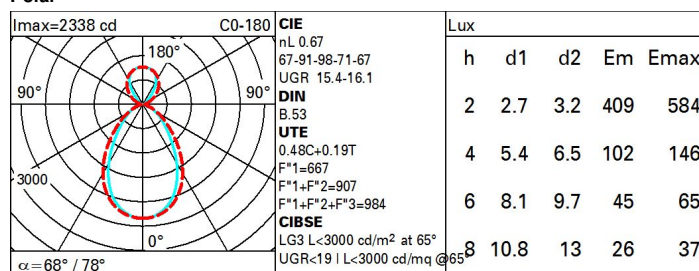 Imax=2338 cd C0-180
180°
90° 90°
3000
0°
α=68° / 78°
CIE
nL 0.67
67-91-98-71-67
UGR 15.4-16.1
DIN
B.53
UTE
0.48C+0.19T
F"1=667
F"1+F"2=907
F"1+F"2+F"3=984
CIBSE
LG3 L<3000 cd/m² at 65°
UGR<19 | L<3000 cd/mq @65°
Lux
h d1 d2 Em Emax
2 2.7 3.2 409 584
4 5.4 6.5 102 146
6 8.1 9.7 45 65
8 10.8 13 26 37